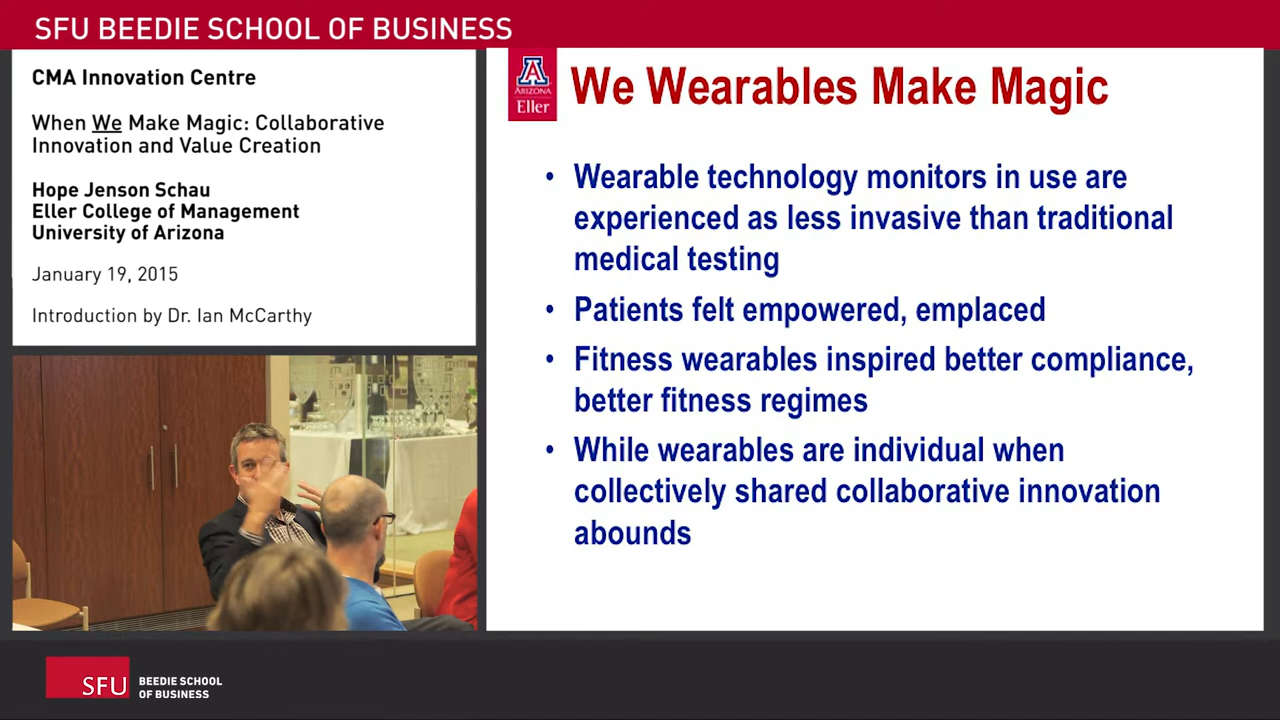 SFU BEEDIE SCHOOL OF BUSINESS
CMA Innovation Centre
When We Make Magic: Collaborative
Innovation and Value Creation
Hope Jenson Schau
Eller College of Management
University of Arizona
January 19, 2015
Introduction by Dr. Ian McCarthy
A
ARIZONA
Eller
We Wearables Make Magic
• Wearable technology monitors in use are
experienced as less invasive than traditional
medical testing
• Patients felt empowered, emplaced
• Fitness wearables inspired better compliance,
better fitness regimes
• While wearables are individual when
collectively shared collaborative innovation
abounds
SFU
BEEDIE SCHOOL
OF BUSINESS